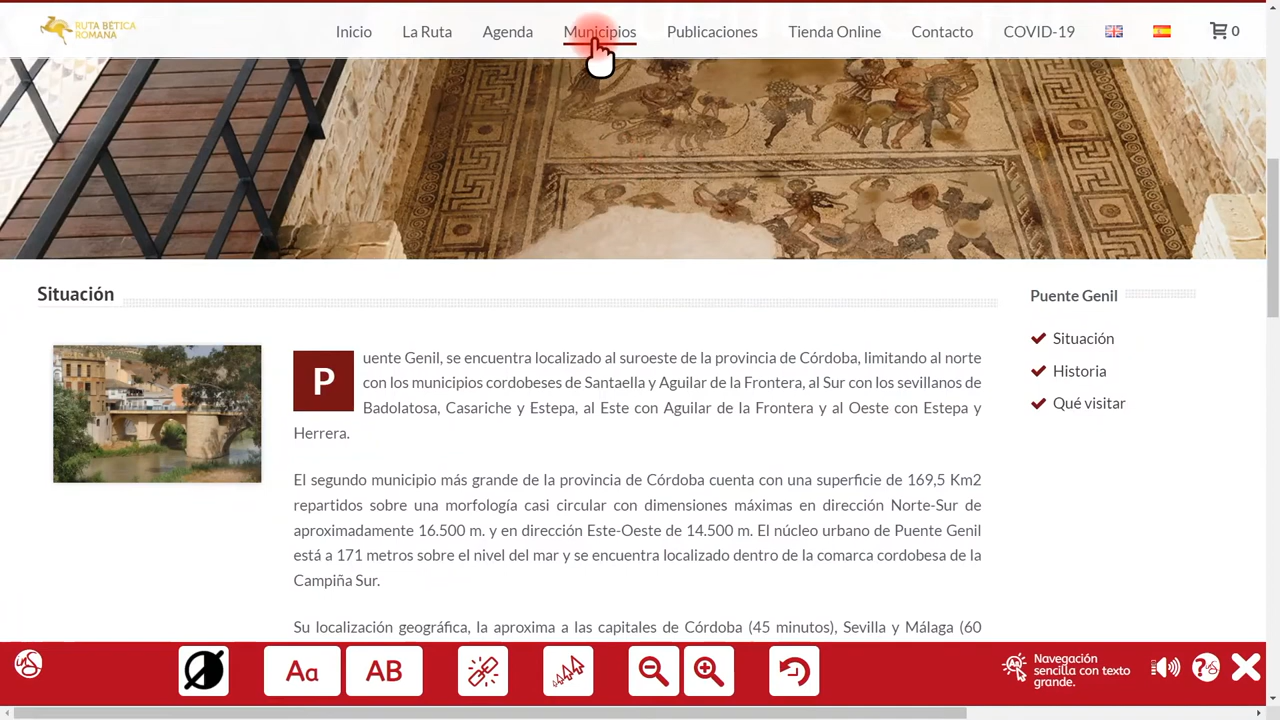 RUTA BÉTICA
ROMANA
Inicio La Ruta Agenda Municipios Publicaciones Tienda Online Contacto COVID-19 0
Situación
Puente Genil
Situación
Historia
Qué visitar
Puente Genil, se encuentra localizado al suroeste de la provincia de Córdoba, limitando al norte
con los municipios cordobeses de Santaella y Aguilar de la Frontera, al Sur con los sevillanos de
Badolatosa, Casariche y Estepa, al Este con Aguilar de la Frontera y al Oeste con Estepa y
Herrera.
El segundo municipio más grande de la provincia de Córdoba cuenta con una superficie de 169,5 Km2
repartidos sobre una morfología casi circular con dimensiones máximas en dirección Norte-Sur de
aproximadamente 16.500 m. y en dirección Este-Oeste de 14.500 m. El núcleo urbano de Puente Genil
está a 171 metros sobre el nivel del mar y se encuentra localizado dentro de la comarca cordobesa de la
Campiña Sur.
Su localización geográfica, la aproxima a las capitales de Córdoba (45 minutos), Sevilla y Málaga (60
Aa AB
Navegación
sencilla con texto
grande.